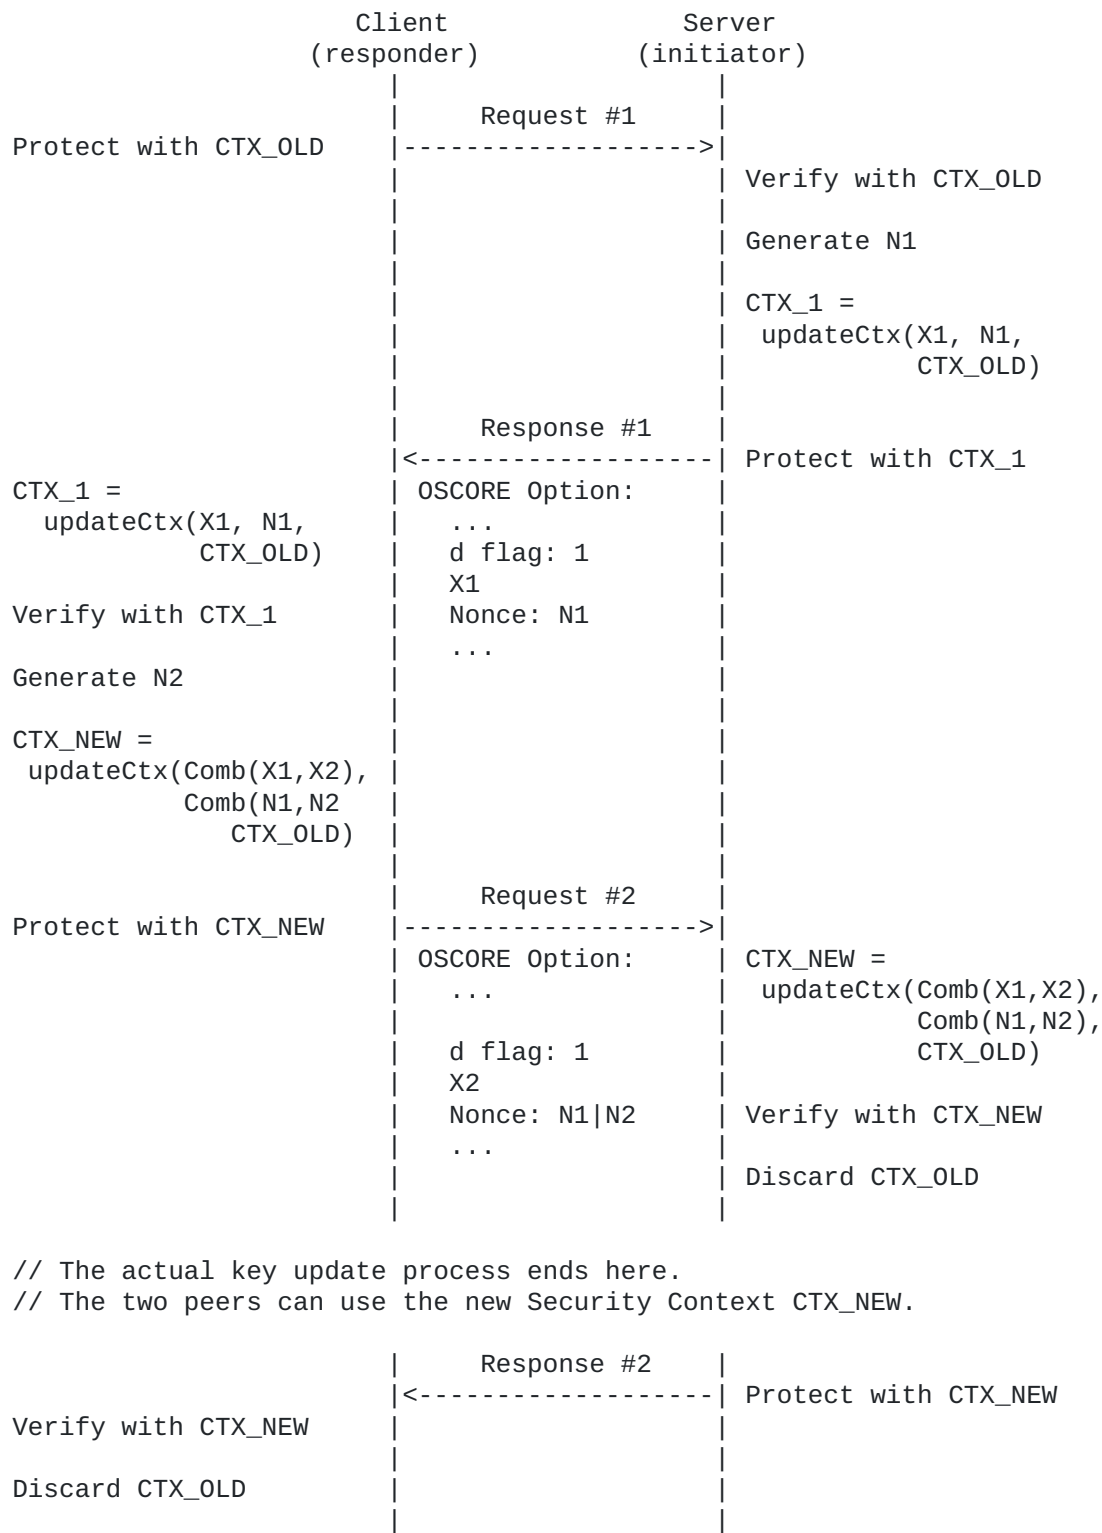 Client               Server
                   (responder)          (initiator)
                        |                    |
                        |     Request #1     |
Protect with CTX_OLD    |------------------->|
                        |                    | Verify with CTX_OLD
                        |                    |
                        |                    | Generate N1
                        |                    |
                        |                    | CTX_1 =
                        |                    |  updateCtx(X1, N1,
                        |                    |            CTX_OLD)
                        |                    |
                        |     Response #1    |
                        |<-------------------| Protect with CTX_1
CTX_1 =                 | OSCORE Option:     |
  updateCtx(X1, N1,     |   ...              |
            CTX_OLD)    |   d flag: 1        |
                        |   X1               |
Verify with CTX_1       |   Nonce: N1        |
                        |   ...              |
Generate N2             |                    |
                        |                    |
CTX_NEW =               |                    |
 updateCtx(Comb(X1,X2), |                    |
           Comb(N1,N2   |                    |
              CTX_OLD)  |                    |
                        |                    |
                        |     Request #2     |
Protect with CTX_NEW    |------------------->|
                        | OSCORE Option:     | CTX_NEW =
                        |   ...              |  updateCtx(Comb(X1,X2),
                        |                    |            Comb(N1,N2),
                        |   d flag: 1        |            CTX_OLD)
                        |   X2               |
                        |   Nonce: N1|N2     | Verify with CTX_NEW
                        |   ...              |
                        |                    | Discard CTX_OLD
                        |                    |

// The actual key update process ends here.
// The two peers can use the new Security Context CTX_NEW.

                        |     Response #2    |
                        |<-------------------| Protect with CTX_NEW
Verify with CTX_NEW     |                    |
                        |                    |
Discard CTX_OLD         |                    |
                        |                    |